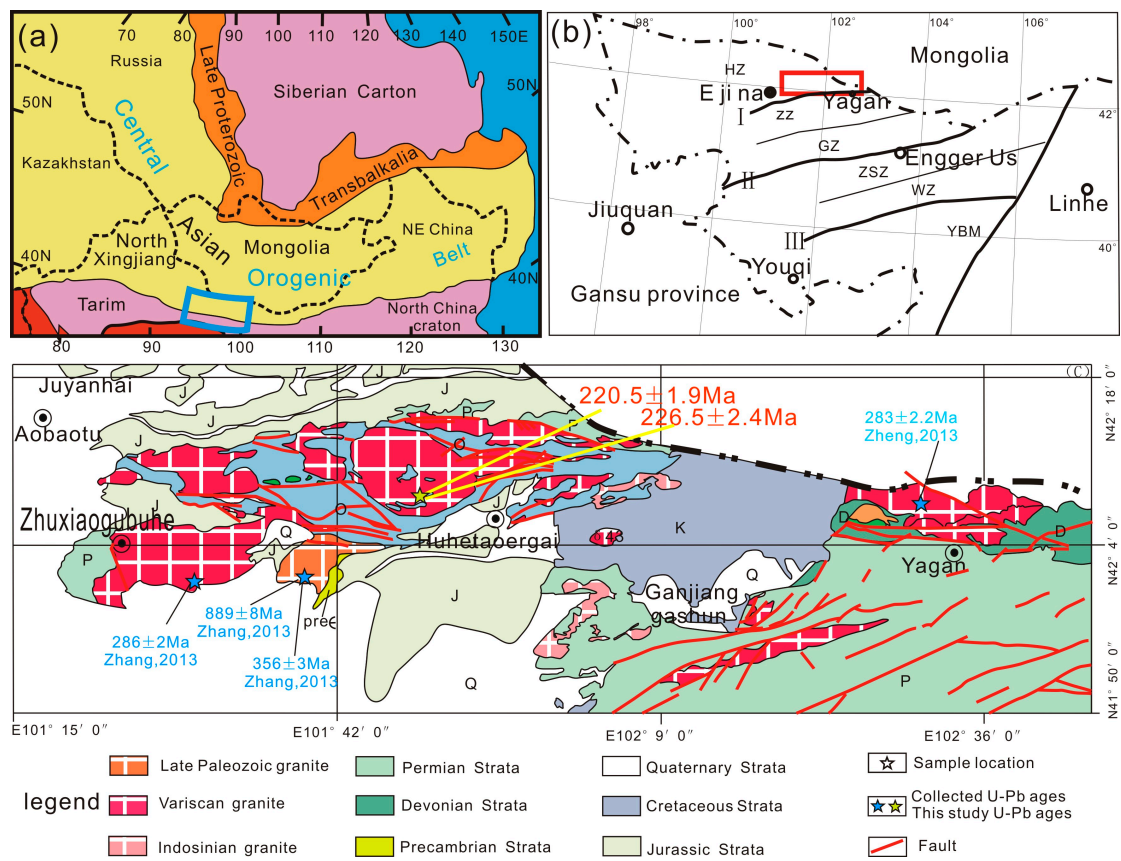 (a)
70
80
90
100
110
120
130
140
150E
Russia
Late Proterozoic
Siberian Carton
50N
50N
Central
Kazakhstan
Transbalkalia
Asian
North
Xingjiang
Mongolia
NE China
Orogenic
Belt
40N
40N
Tarim
North China
craton
80
90
100
110
120
130
(b)
98°
100°
102°
104°
106°
Mongolia
HZ
Ejina
Yagan
I
ZZ
42°
GZ
Engger Us
II
ZSZ
WZ
Jiuquan
Linhe
III
YBM
40°
Youqi
Gansu province
(C)
Juyanhai
J
J
J
220.5±1.9Ma
226.5±2.4Ma
283±2.2Ma
Zheng,2013
N42° 18′ 0″
Aobaotu
J
J
P
P
O
J
J
Zhuxiaogubuhe
O
Q
K
D
D
Huhetaoergai
43
N42° 4′ 0″
P
J
Yagan
J
Q
Ganjiang
gashun
286±2Ma
Zhang,2013
889±8Ma
Zhang,2013
preЄ
356±3Ma
Zhang,2013
Q
P
N41° 50′ 0″
E101° 15′ 0″
E101° 42′ 0″
E102° 9′ 0″
E102° 36′ 0″
legend
Late Paleozoic granite
Permian Strata
Quaternary Strata
Sample location
Variscan granite
Devonian Strata
Cretaceous Strata
Collected U-Pb ages
This study U-Pb ages
Indosinian granite
Precambrian Strata
Jurassic Strata
Fault